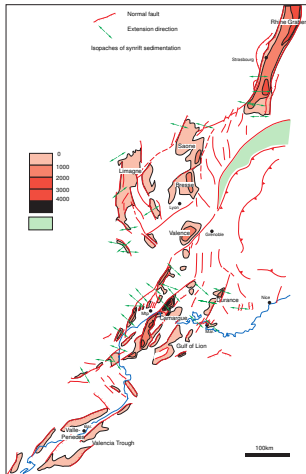 Normal fault
Extension direction
Isopaches of synrift sedimentation
Rhine Graben
Strasbourg
0
1000
2000
3000
4000
Saone
Limagne
Bresse
Lyon
Valence
Grenoble
Durance
Nice
Camargue
Gulf of Lion
Valle-
Penedes
Valencia Trough
100km